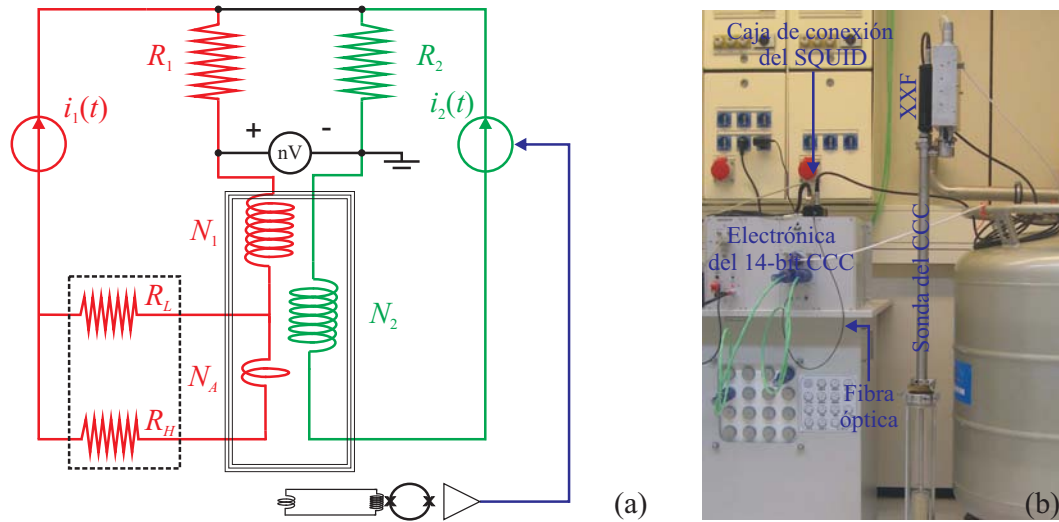 R1
R2
i1(t)
i2(t)
+
-
nV
N1
N2
RL
NA
RH
(a)
Caja de conexión
del SQUID
XXF
Electrónica
del 14-bit CCC
Sonda del CCC
Fibra
óptica
(b)